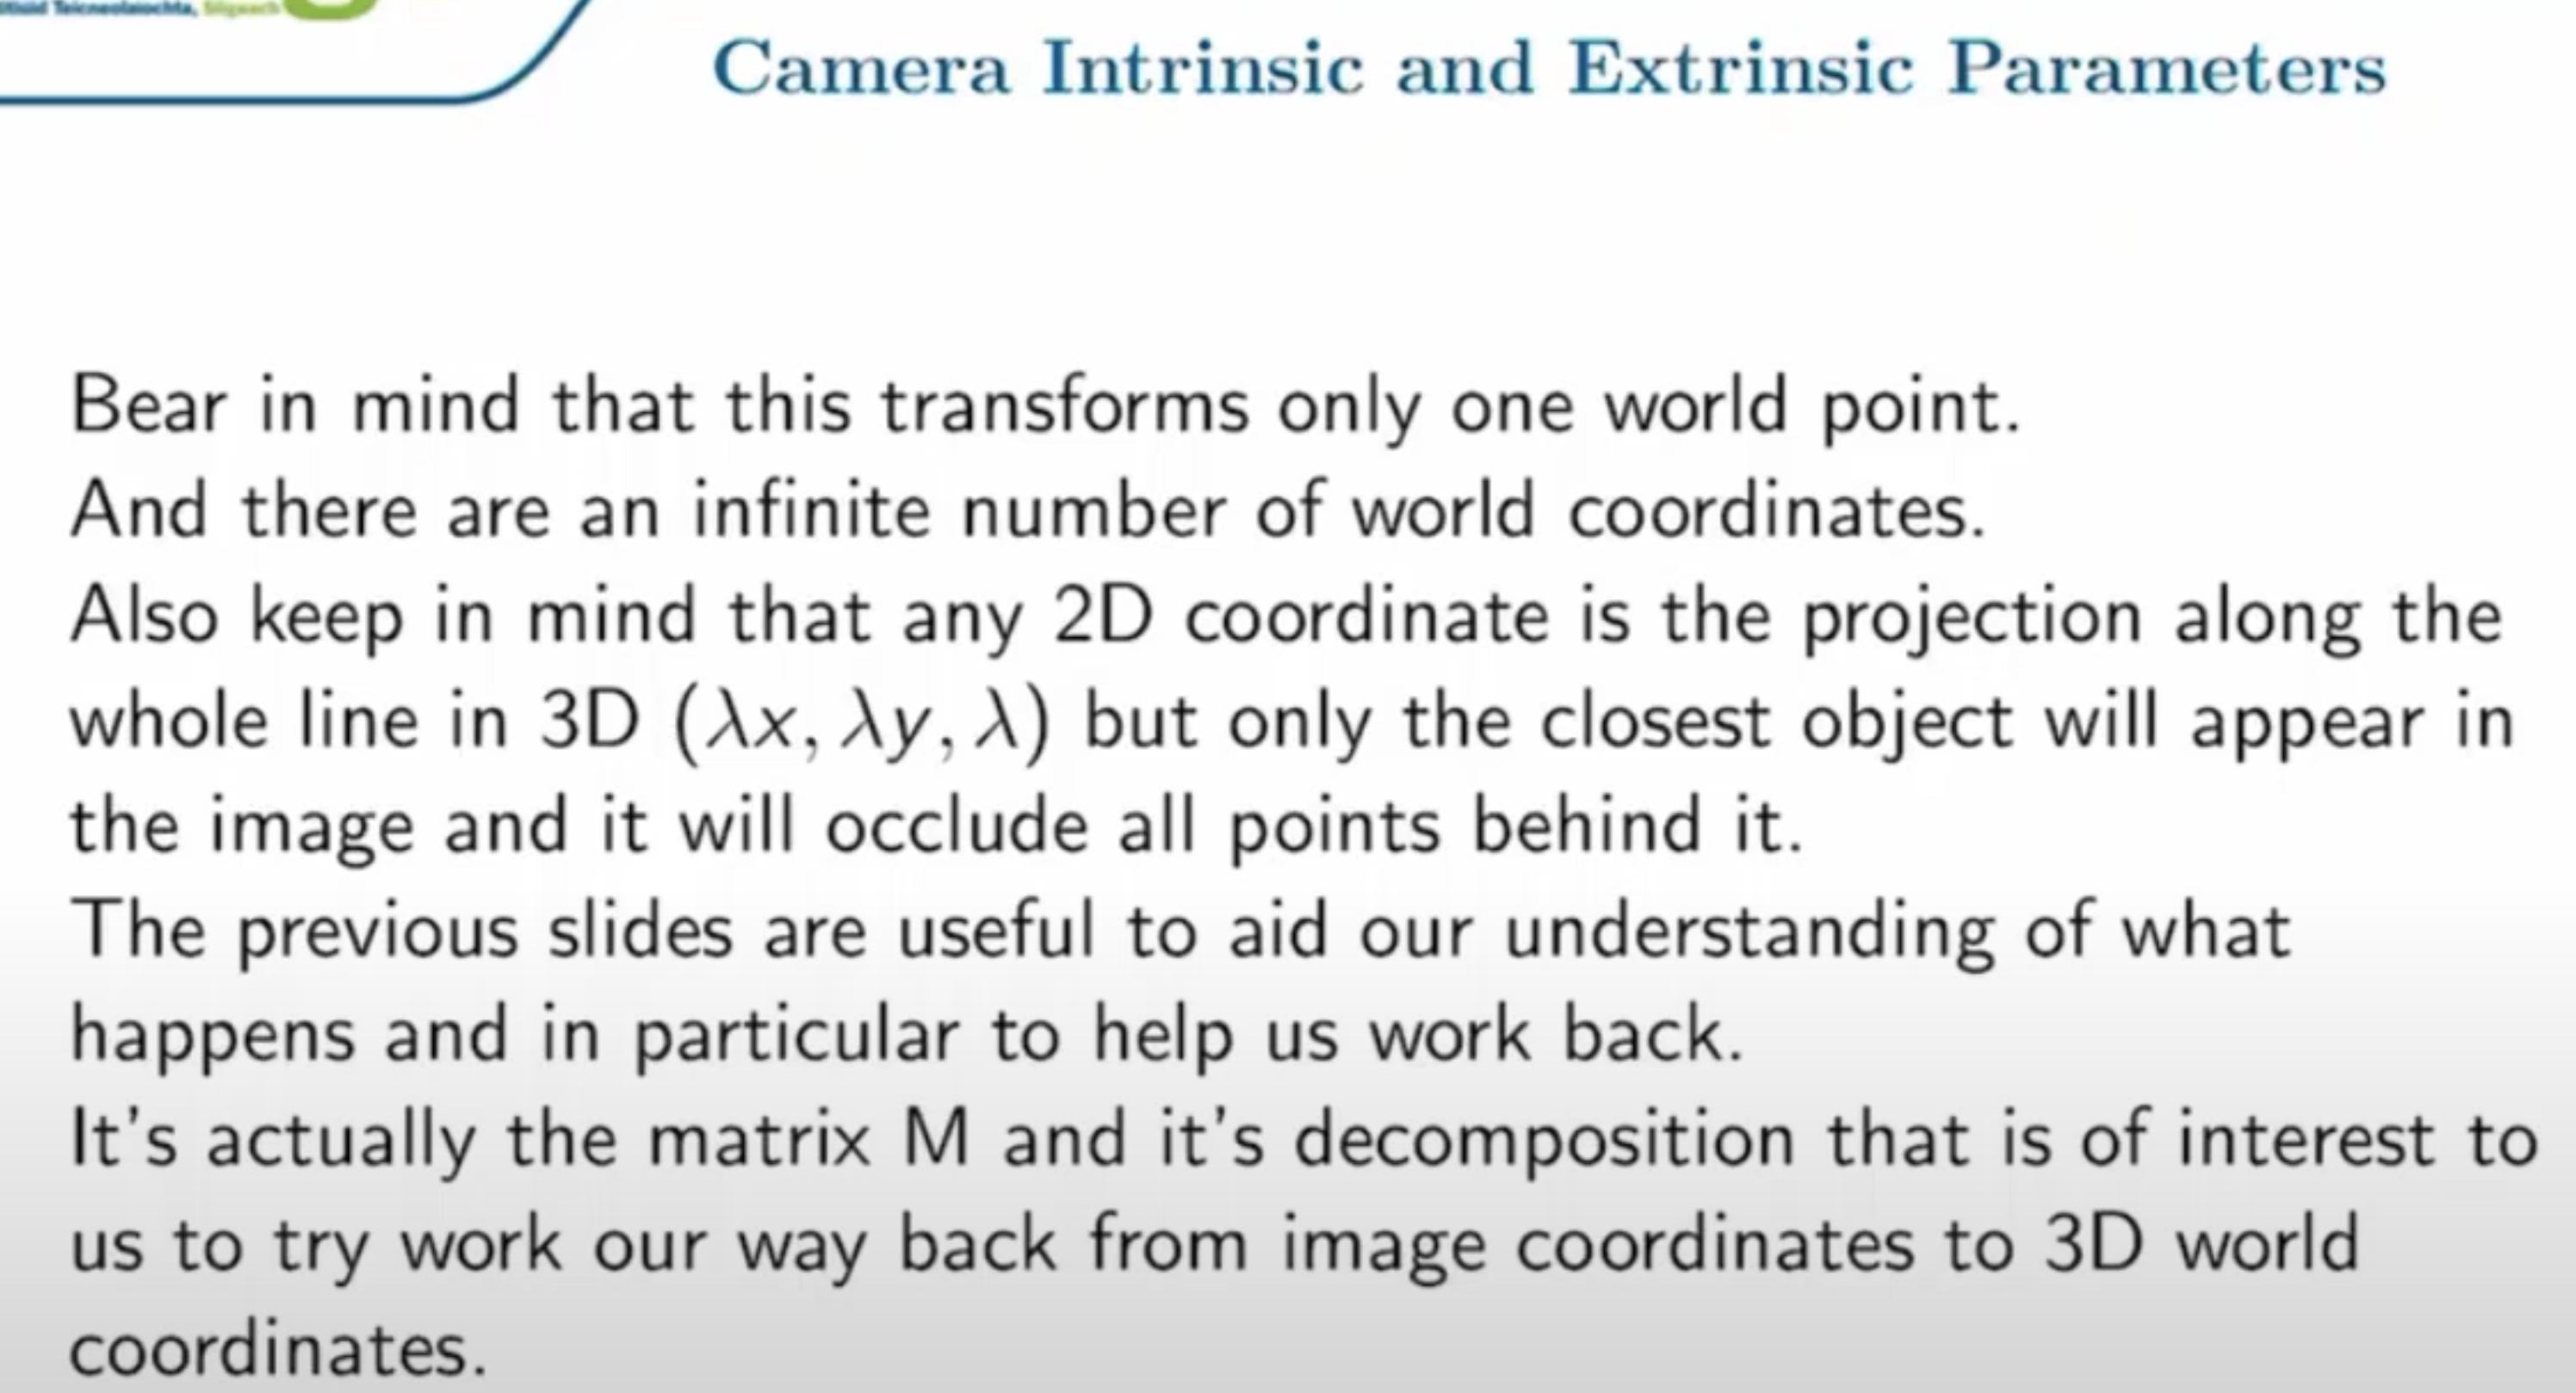 Teicneolaíochta, Sligeach
Camera Intrinsic and Extrinsic Parameters
Bear in mind that this transforms only one world point.
And there are an infinite number of world coordinates.
Also keep in mind that any 2D coordinate is the projection along the
whole line in 3D (λx, λy, λ) but only the closest object will appear in
the image and it will occlude all points behind it.
The previous slides are useful to aid our understanding of what
happens and in particular to help us work back.
It's actually the matrix M and it's decomposition that is of interest to
us to try work our way back from image coordinates to 3D world
coordinates.